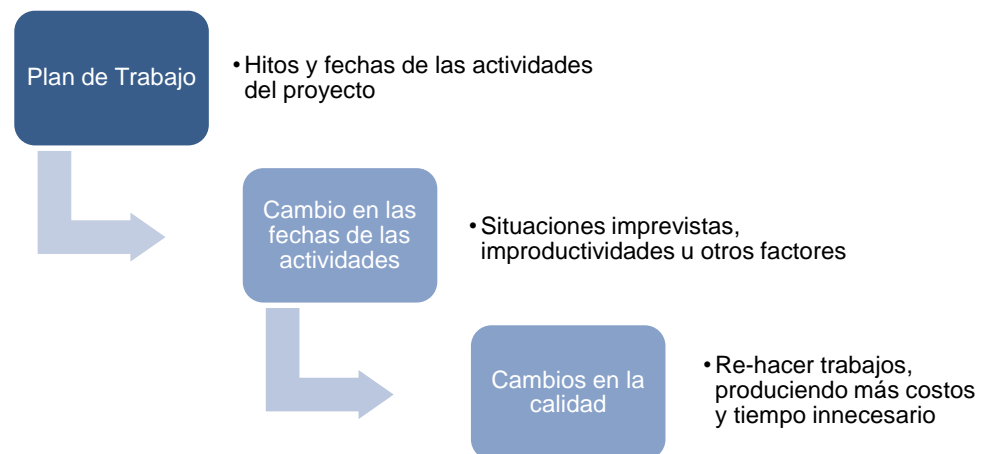 Plan de Trabajo
• Hitos y fechas de las actividades
del proyecto
Cambio en las
fechas de las
actividades
• Situaciones imprevistas,
improductividades u otros factores
Cambios en la
calidad
• Re-hacer trabajos,
produciendo más costos
y tiempo innecesario